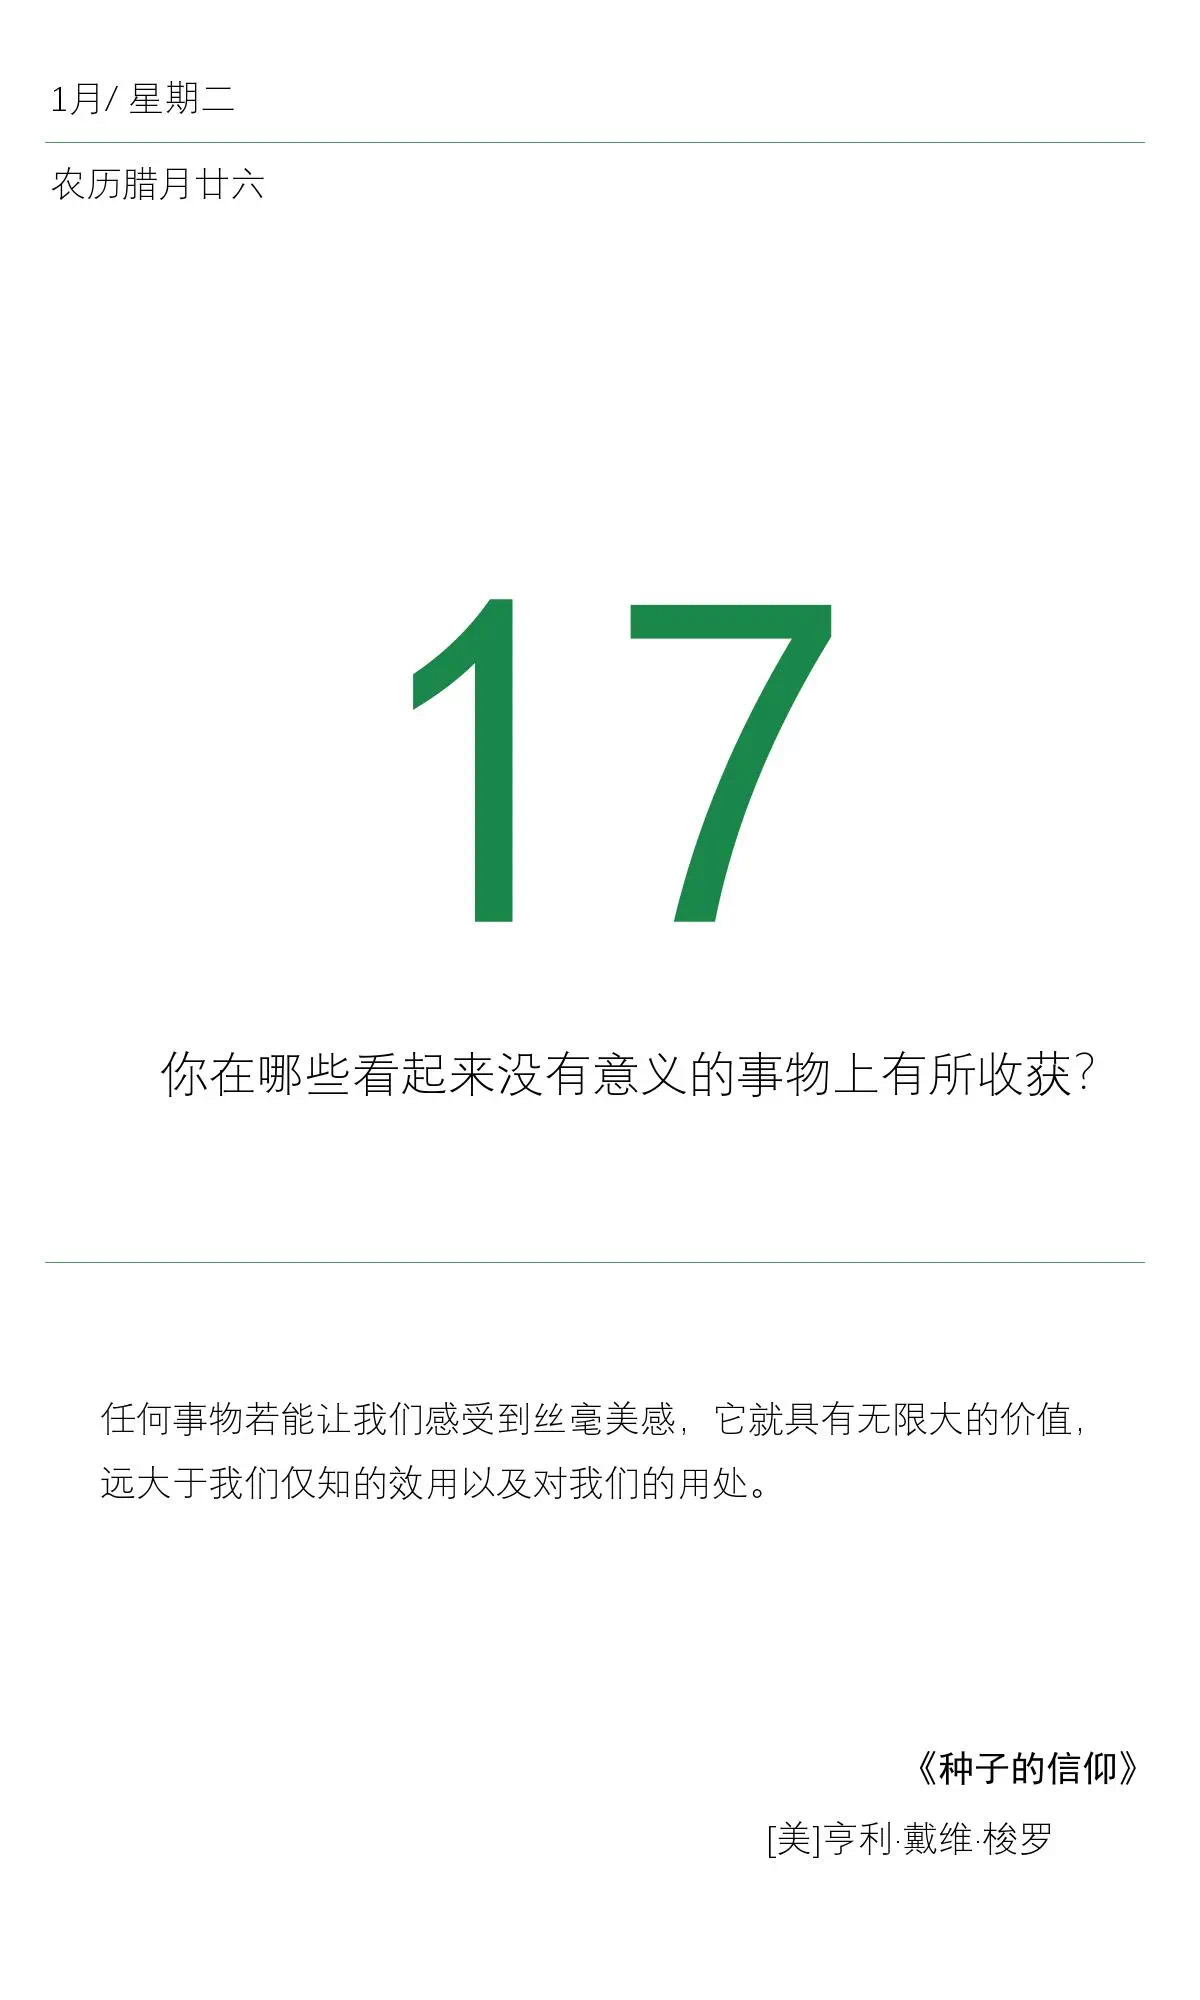 1月/ 星期二
农历腊月廿六
17
你在哪些看起来没有意义的事物上有所收获?
任何事物若能让我们感受到丝毫美感，它就具有无限大的价值，
远大于我们仅知的效用以及对我们的用处。
《种子的信仰》
[美]亨利·戴维·梭罗